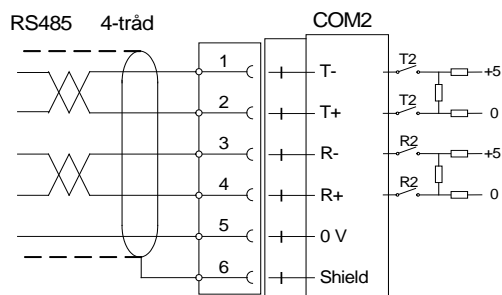 RS485 4-tråd COM2
1 T- T2 +5
2 T+ T2 0
3 R- R2 +5
4 R+ R2 0
5 0 V
6 Shield